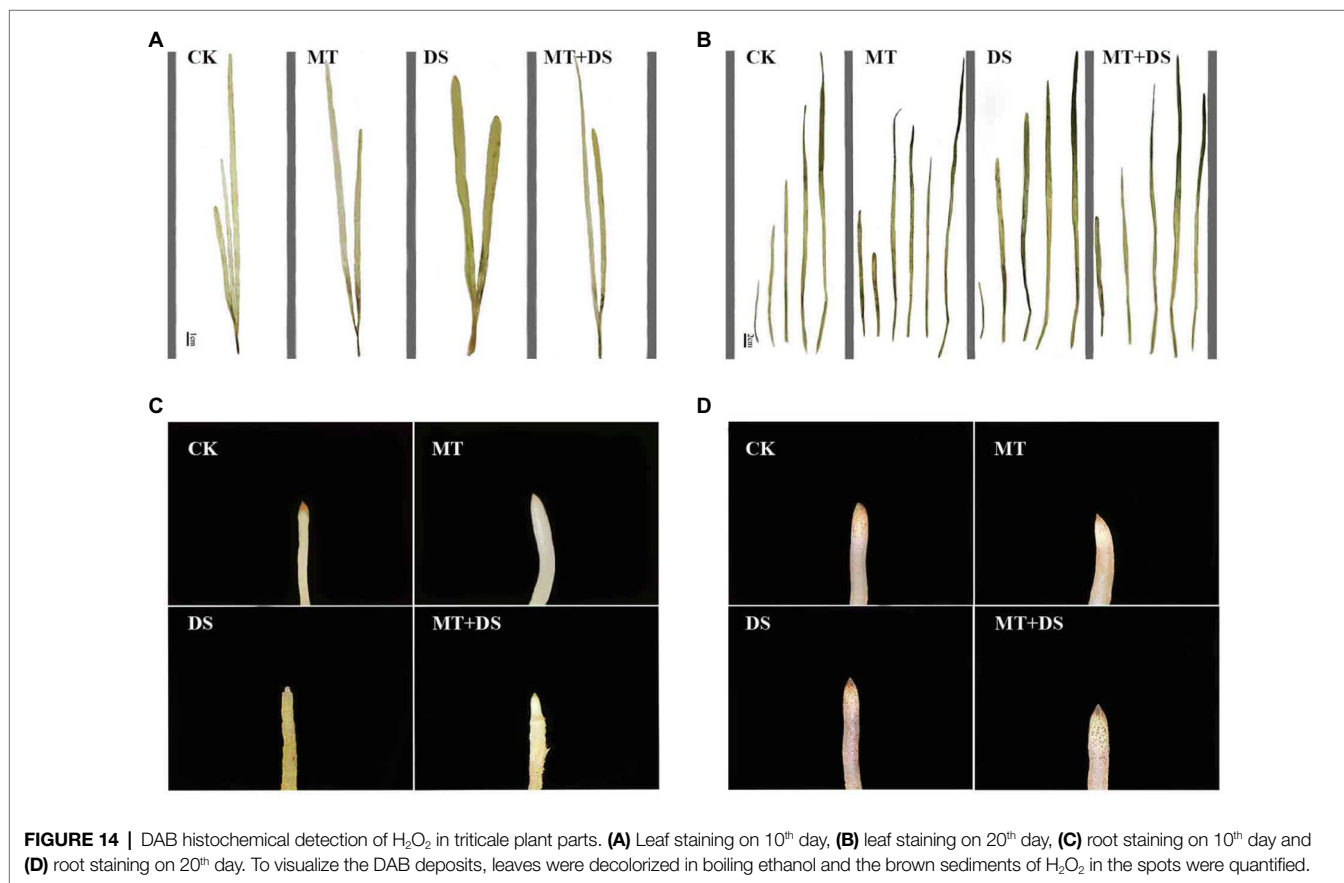 A
B
CK MT DS MT+DS
CK MT DS MT+DS
1cm
2cm
C
D
CK MT
CK MT
DS MT+DS
DS MT+DS
FIGURE 14 | DAB histochemical detection of H₂O₂ in triticale plant parts. (A) Leaf staining on 10th day, (B) leaf staining on 20th day, (C) root staining on 10th day and
(D) root staining on 20th day. To visualize the DAB deposits, leaves were decolorized in boiling ethanol and the brown sediments of H₂O₂ in the spots were quantified.